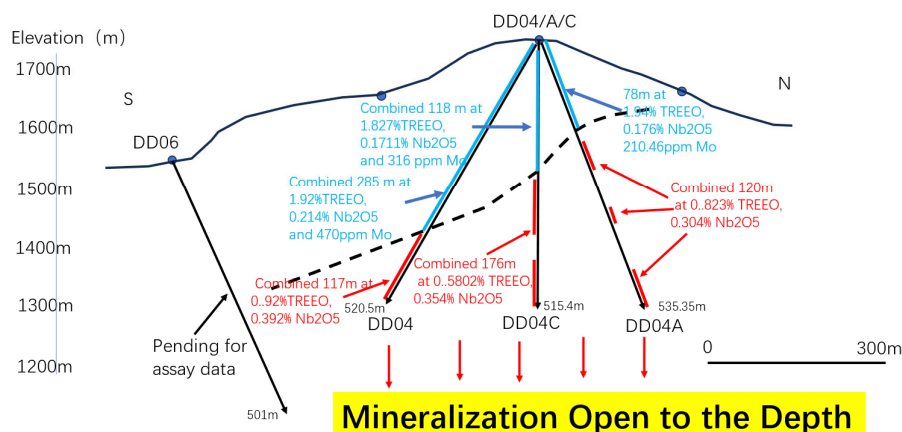 DD04/A/C
Elevation（m）
1700m
S
N
Combined 118 m at
1.827%TREEO,
0.1711% Nb2O5
and 316 ppm Mo
78m at
1.94% TREEO,
0.176% Nb2O5
210.46ppm Mo
1600m
DD06
1500m
Combined 285 m at
1.92%TREEO,
0.214% Nb2O5
and 470ppm Mo
Combined 120m
at 0..823% TREO,
0.304% Nb2O5
1400m
Combined 117m at
0..92%TREEO,
0.392% Nb2O5
Combined 176m
at 0..5802% TREO,
0.354% Nb2O5
1300m
520.5m
515.4m
535.35m
DD04
DD04C
DD04A
Pending for
assay data
1200m
0
300m
501m
Mineralization Open to the Depth